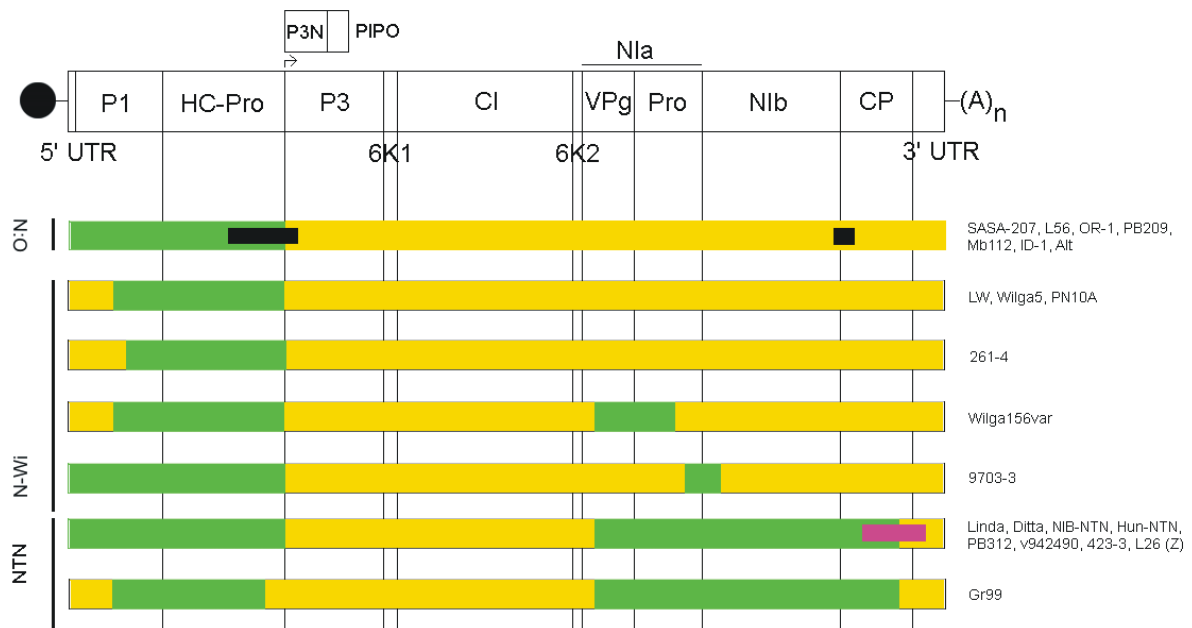 P3N PIPO
NIa
P1 HC-Pro P3 CI VPg Pro NIb CP (A)n
5' UTR 6K1 6K2 3' UTR
O:N
SASA-207, L56, OR-1, PB209,
Mb112, ID-1, Alt
LW, Wilga5, PN10A
261-4
Wilga156var
N-Wi
9703-3
NTN
Linda, Ditta, NIB-NTN, Hun-NTN,
PB312, v942490, 423-3, L26 (Z)
Gr99